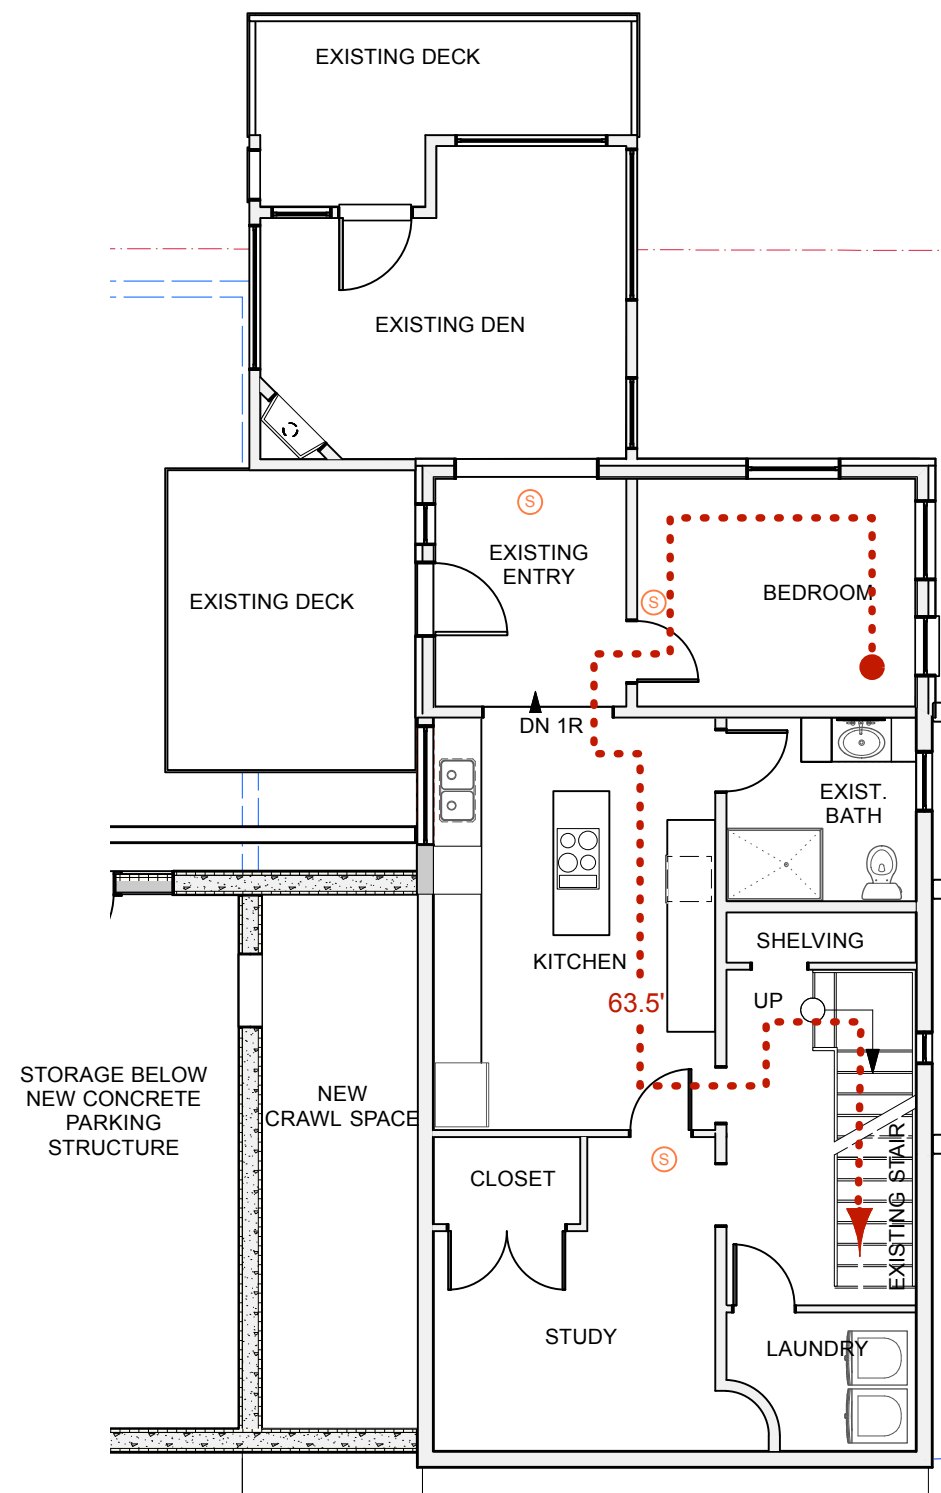 EXISTING DECK
EXISTING DEN
S
EXISTING
ENTRY
S
BEDROOM
EXISTING DECK
DN 1R
EXIST.
BATH
SHELVING
KITCHEN
UP
63.5'
STORAGE BELOW
NEW CONCRETE
PARKING
STRUCTURE
NEW
CRAWL SPACE
S
CLOSET
EXISTING STAIR
STUDY
LAUNDRY